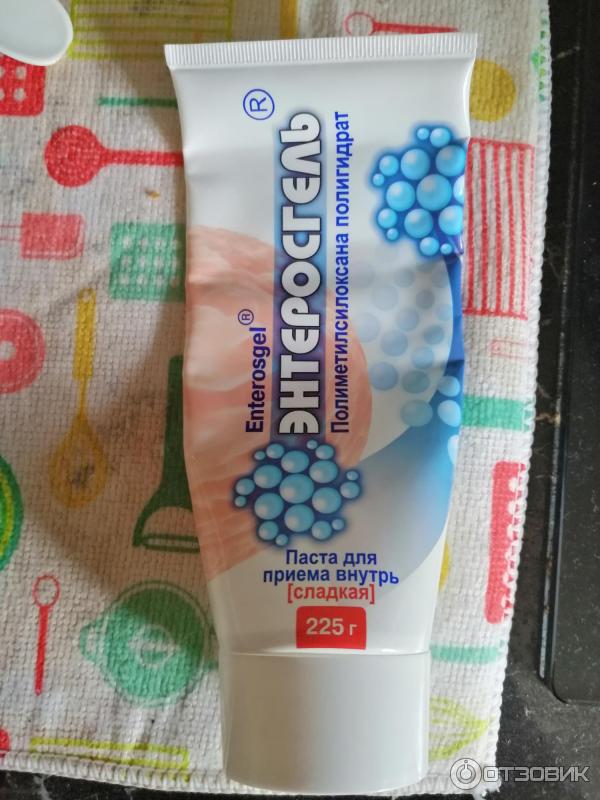 Enterosgel®
ЭНТЕРОСГЕЛЬ®
Полиметилсилоксана полигидрат
Паста для
приема внутрь
[сладкая]
225 г
ОТЗОВИК